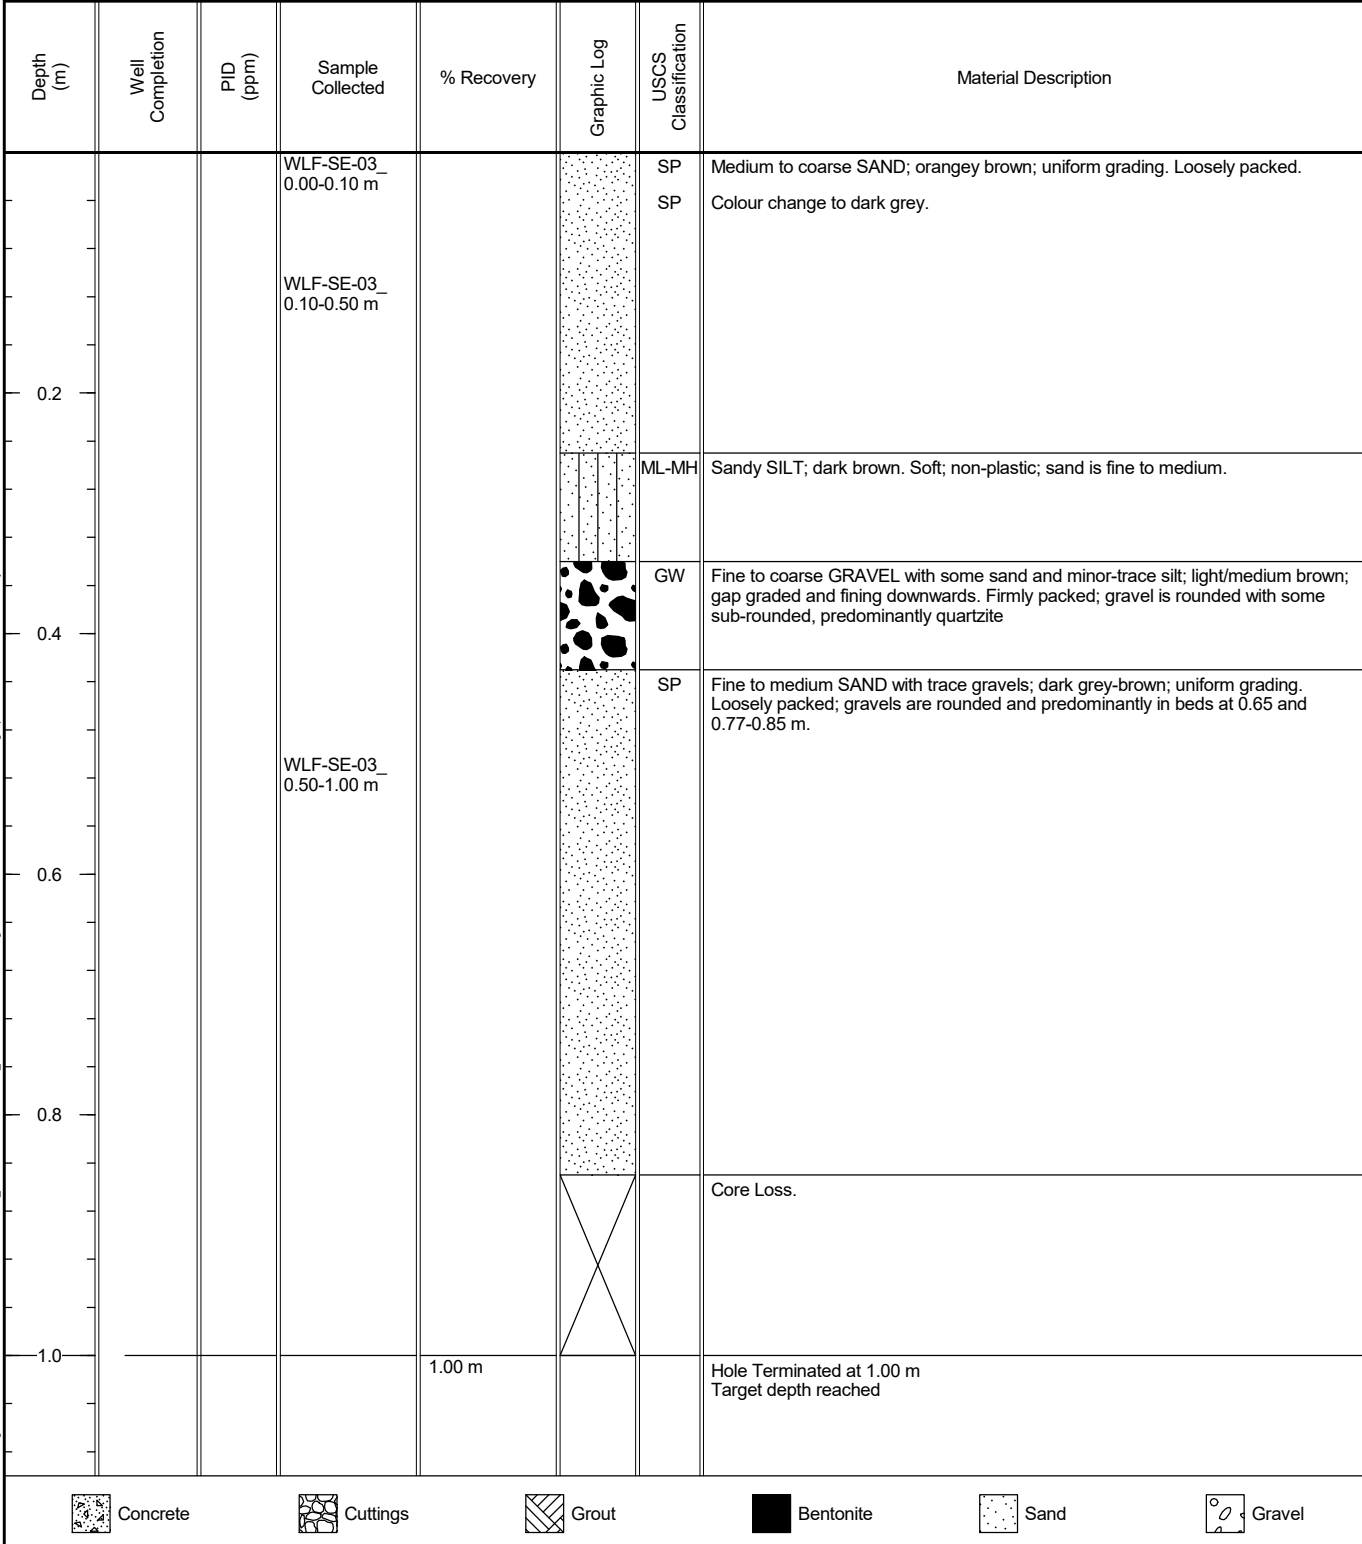 Depth
(m)
Well
Completion
PID
(ppm)
Sample
Collected
% Recovery
Graphic Log
USCS
Classification
Material Description
WLF-SE-03_
0.00-0.10 m
SP
Medium to coarse SAND; orangey brown; uniform grading. Loosely packed.
SP
Colour change to dark grey.
WLF-SE-03_
0.10-0.50 m
0.2
ML-MH
Sandy SILT; dark brown. Soft; non-plastic; sand is fine to medium.
GW
Fine to coarse GRAVEL with some sand and minor-trace silt; light/medium brown;
gap graded and fining downwards. Firmly packed; gravel is rounded with some
sub-rounded, predominantly quartzite
0.4
SP
Fine to medium SAND with trace gravels; dark grey-brown; uniform grading.
Loosely packed; gravels are rounded and predominantly in beds at 0.65 and
0.77-0.85 m.
WLF-SE-03_
0.50-1.00 m
0.6
0.8
Core Loss.
1.0
1.00 m
Hole Terminated at 1.00 m
Target depth reached
Concrete
Cuttings
Grout
Bentonite
Sand
Gravel